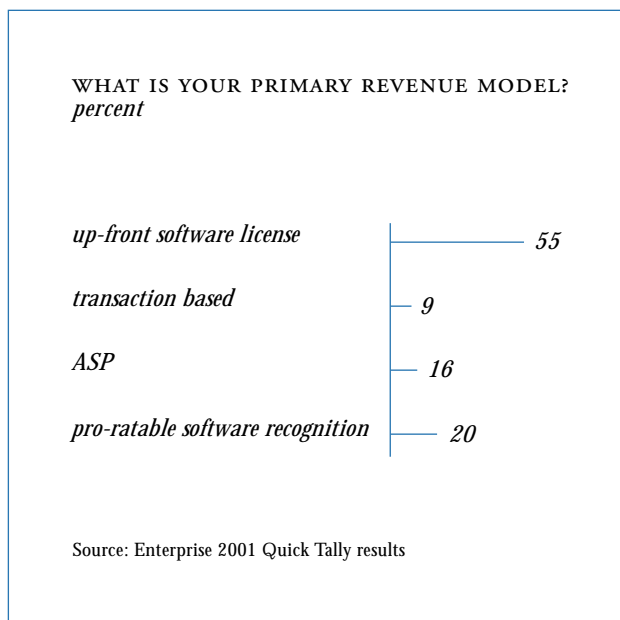 WHAT IS YOUR PRIMARY REVENUE MODEL?
percent
up-front software license 55
transaction based 9
ASP 16
pro-ratable software recognition 20
Source: Enterprise 2001 Quick Tally results